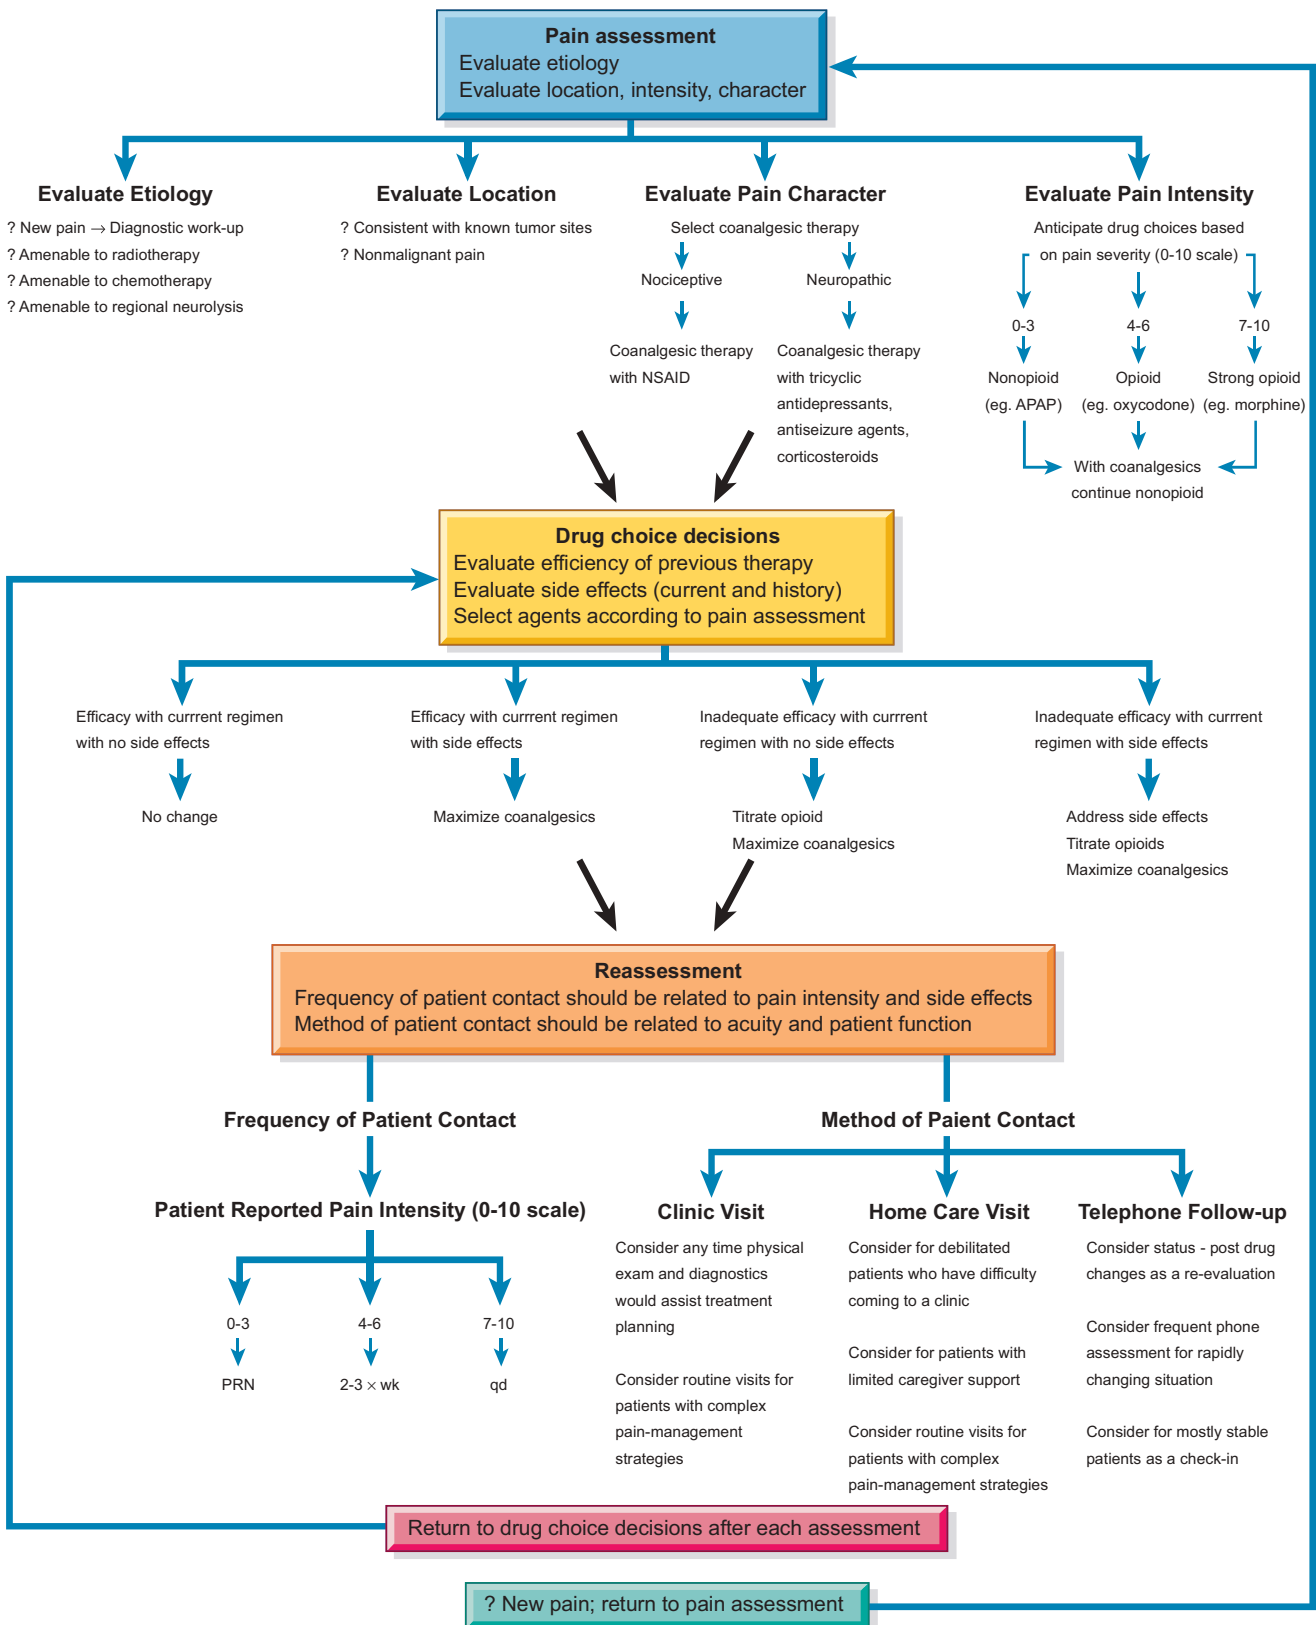 Pain assessment
Evaluate etiology
Evaluate location, intensity, character
Evaluate Etiology
? New pain → Diagnostic work-up
? Amenable to radiotherapy
? Amenable to chemotherapy
? Amenable to regional neurolysis
Evaluate Location
? Consistent with known tumor sites
? Nonmalignant pain
Evaluate Pain Character
Select coanalgesic therapy
Nociceptive
Coanalgesic therapy
with NSAID
Neuropathic
Coanalgesic therapy
with tricyclic
antidepressants,
antiseizure agents,
corticosteroids
Evaluate Pain Intensity
Anticipate drug choices based
on pain severity (0-10 scale)
0-3
Nonopioid
(eg. APAP)
4-6
Opioid
(eg. oxycodone)
7-10
Strong opioid
(eg. morphine)
With coanalgesics
continue nonopioid
Drug choice decisions
Evaluate efficiency of previous therapy
Evaluate side effects (current and history)
Select agents according to pain assessment
Efficacy with currrent regimen
with no side effects
No change
Efficacy with currrent regimen
with side effects
Maximize coanalgesics
Inadequate efficacy with currrent
regimen with no side effects
Titrate opioid
Maximize coanalgesics
Inadequate efficacy with currrent
regimen with side effects
Address side effects
Titrate opioids
Maximize coanalgesics
Reassessment
Frequency of patient contact should be related to pain intensity and side effects
Method of patient contact should be related to acuity and patient function
Frequency of Patient Contact
Patient Reported Pain Intensity (0-10 scale)
0-3
PRN
4-6
2-3 × wk
7-10
qd
Method of Paient Contact
Clinic Visit
Consider any time physical
exam and diagnostics
would assist treatment
planning
Consider routine visits for
patients with complex
pain-management
strategies
Home Care Visit
Consider for debilitated
patients who have difficulty
coming to a clinic
Consider for patients with
limited caregiver support
Consider routine visits for
patients with complex
pain-management strategies
Telephone Follow-up
Consider status - post drug
changes as a re-evaluation
Consider frequent phone
assessment for rapidly
changing situation
Consider for mostly stable
patients as a check-in
Return to drug choice decisions after each assessment
? New pain; return to pain assessment